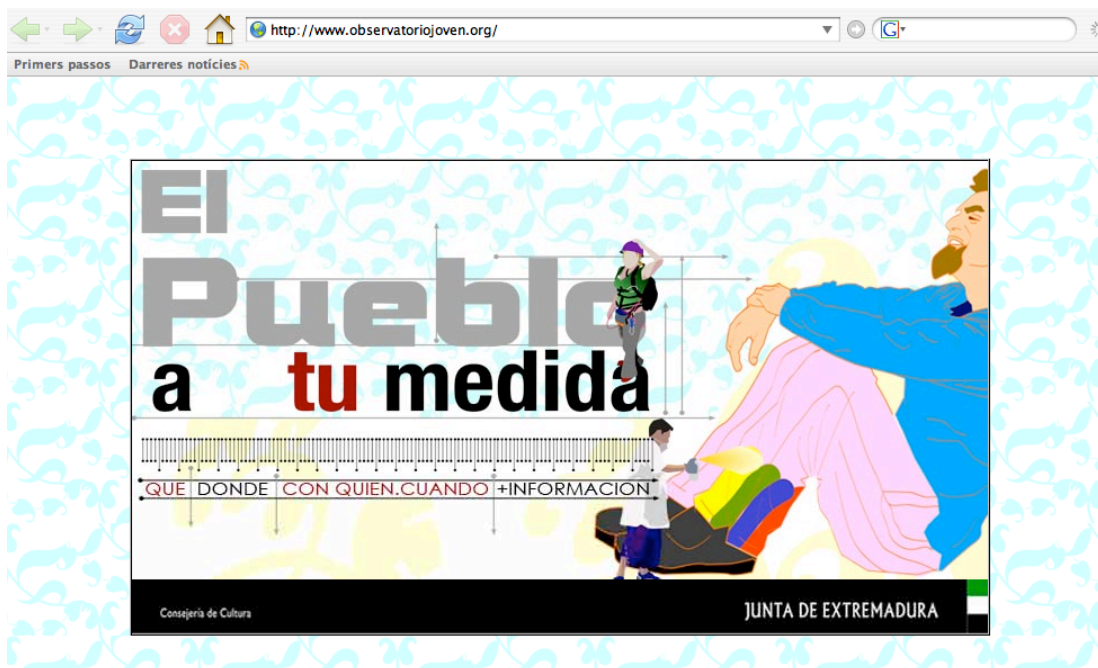 http://www.observatoriojoven.org/
G
Primers passos Darreres notícies
El
Pueblo
a tu medida
QUE DONDE CON QUIEN.CUANDO +INFORMACION
Consejería de Cultura JUNTA DE EXTREMADURA